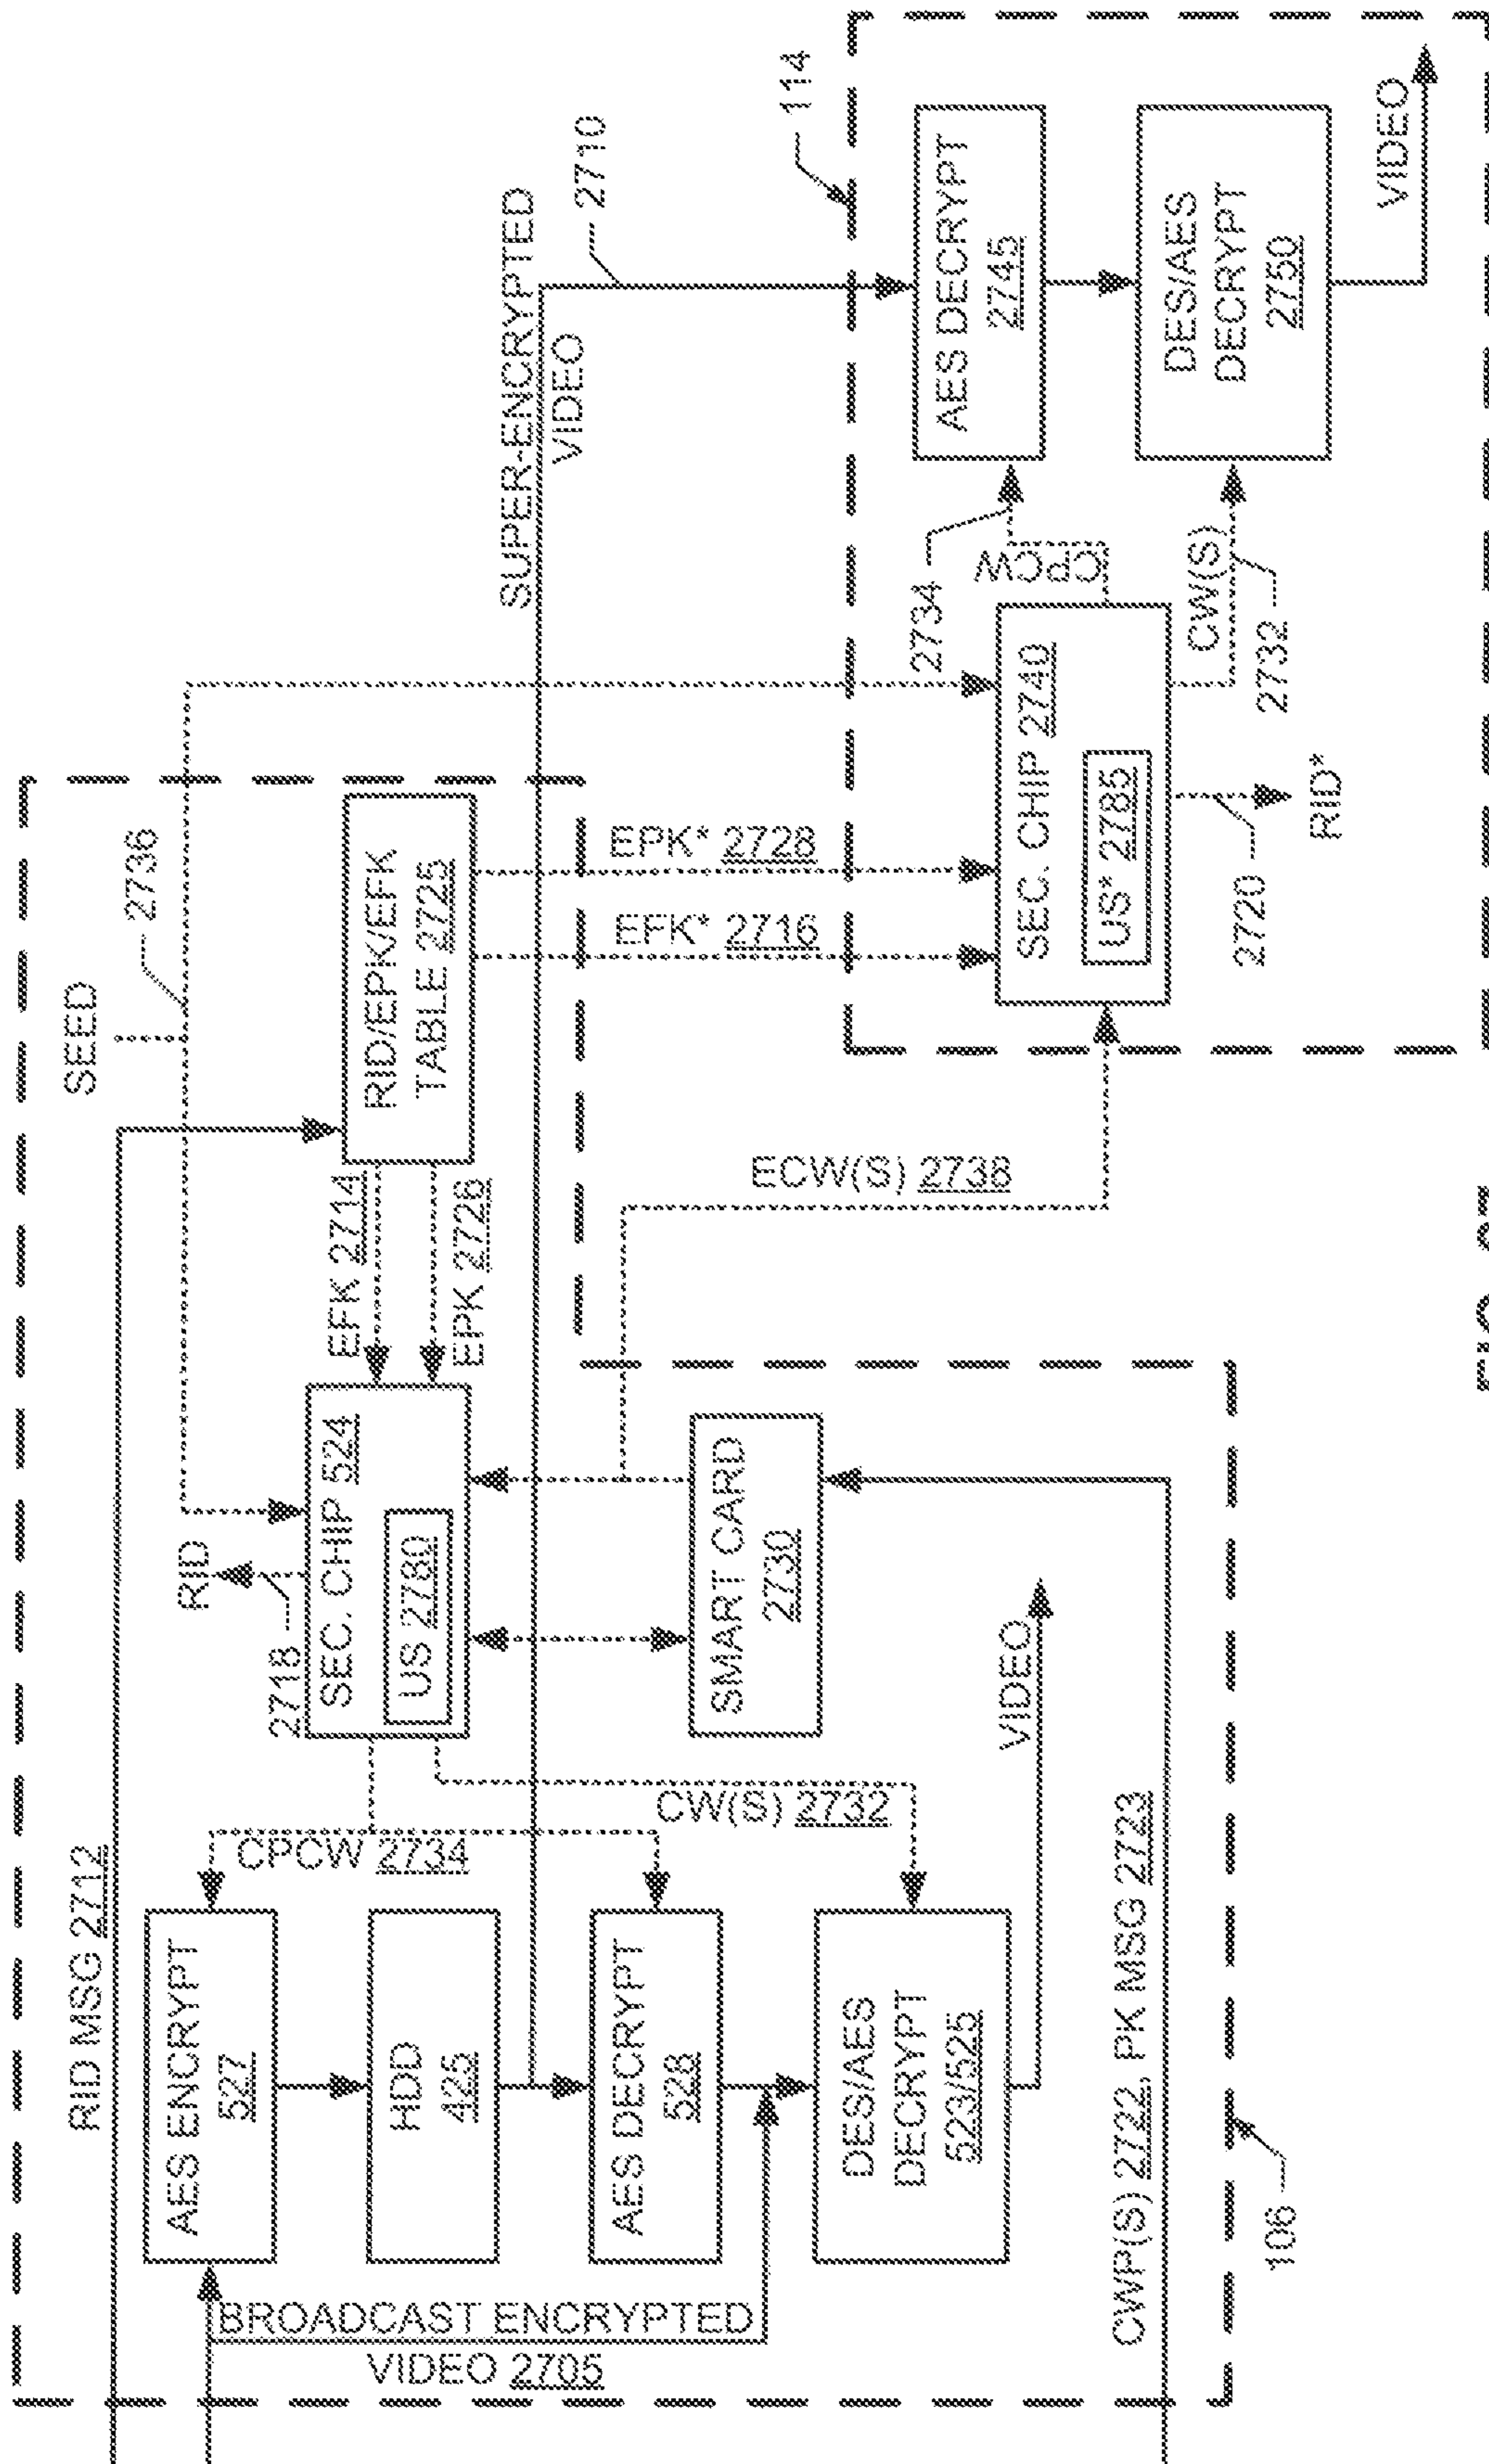 RID MSG 2712
SEED
2736
AES ENCRYPT
527
HDD
425
AES DECRYPT
528
DES/AES
DECRYPT
523/525
BROADCAST ENCRYPTED
VIDEO 2705
CPCW 2734
CW(S) 2732
VIDEO
RID
2718
SEC. CHIP 524
US 2780
SMART CARD
2730
EFK 2714
EPK 2726
RID/EPK/EFK
TABLE 2725
CWP(S) 2722, PK MSG 2723
106
SUPER-ENCRYPTED
VIDEO
2710
EPK* 2728
EFK* 2716
ECW(S) 2738
SEC. CHIP 2740
US* 2785
2720
RID*
2734
CPCW
CW(S)
2732
AES DECRYPT
2745
DES/AES
DECRYPT
2750
VIDEO
114